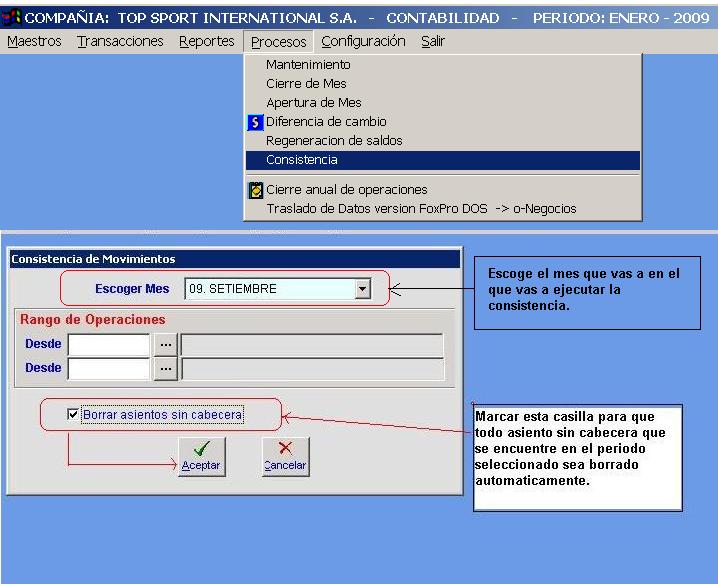 COMPAÑIA: TOP SPORT INTERNATIONAL S.A. - CONTABILIDAD - PERIODO: ENERO - 2009
Maestros Transacciones Reportes Procesos Configuración Salir
Mantenimiento
Cierre de Mes
Apertura de Mes
$ Diferencia de cambio
Regeneracion de saldos
Consistencia
Cierre anual de operaciones
Traslado de Datos version FoxPro DOS -> o-Negocios
Consistencia de Movimientos
Escoger Mes 09. SETIEMBRE
Rango de Operaciones
Desde ...
Desde ...
Borrar asientos sin cabecera
Aceptar Cancelar
Escoge el mes que vas a en el
que vas a ejecutar la
consistencia.
Marcar esta casilla para que
todo asiento sin cabecera que
se encuentre en el periodo
seleccionado sea borrado
automaticamente.